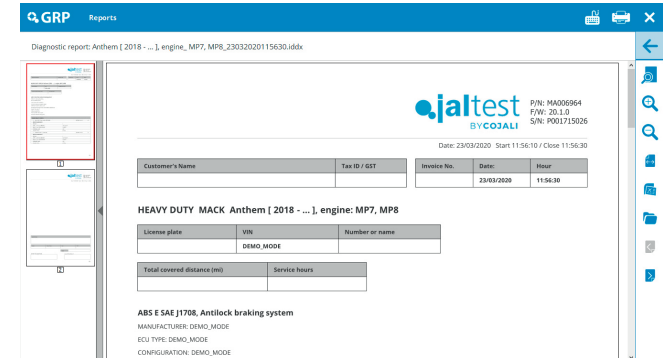 GRP Reports
Diagnostic report: Anthem [ 2018 - ... ], engine_ MP7, MP8_23032020115630.iddx
jaltest
BY COJALI
P/N: MA006964
F/W: 20.1.0
S/N: P001715026
Date: 23/03/2020 Start 11:56:10 / Close 11:56:30
Customer's Name Tax ID / GST Invoice No. Date: Hour
23/03/2020 11:56:30
HEAVY DUTY MACK Anthem [ 2018 - ... ], engine: MP7, MP8
License plate VIN Number or name
DEMO_MODE
Total covered distance (mi) Service hours
ABS E SAE J1708, Antilock braking system
MANUFACTURER: DEMO_MODE
ECU TYPE: DEMO_MODE
CONFIGURATION: DEMO_MODE
1
2